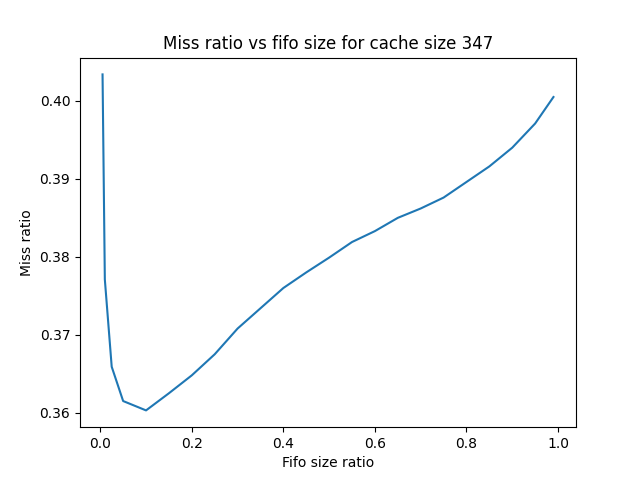 Miss ratio vs fifo size for cache size 347
0.40
0.39
0.38
0.37
0.36
Miss ratio
0.0 0.2 0.4 0.6 0.8 1.0
Fifo size ratio